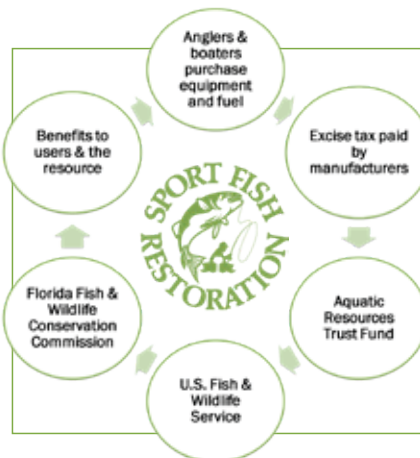 Anglers &
boaters
purchase
equipment
and fuel
Excise tax paid
by
manufacturers
Aquatic
Resources
Trust Fund
U.S. Fish &
Wildlife
Service
Florida Fish &
Wildlife
Conservation
Commission
Benefits to
users & the
resource
SPORT FISH
RESTORATION